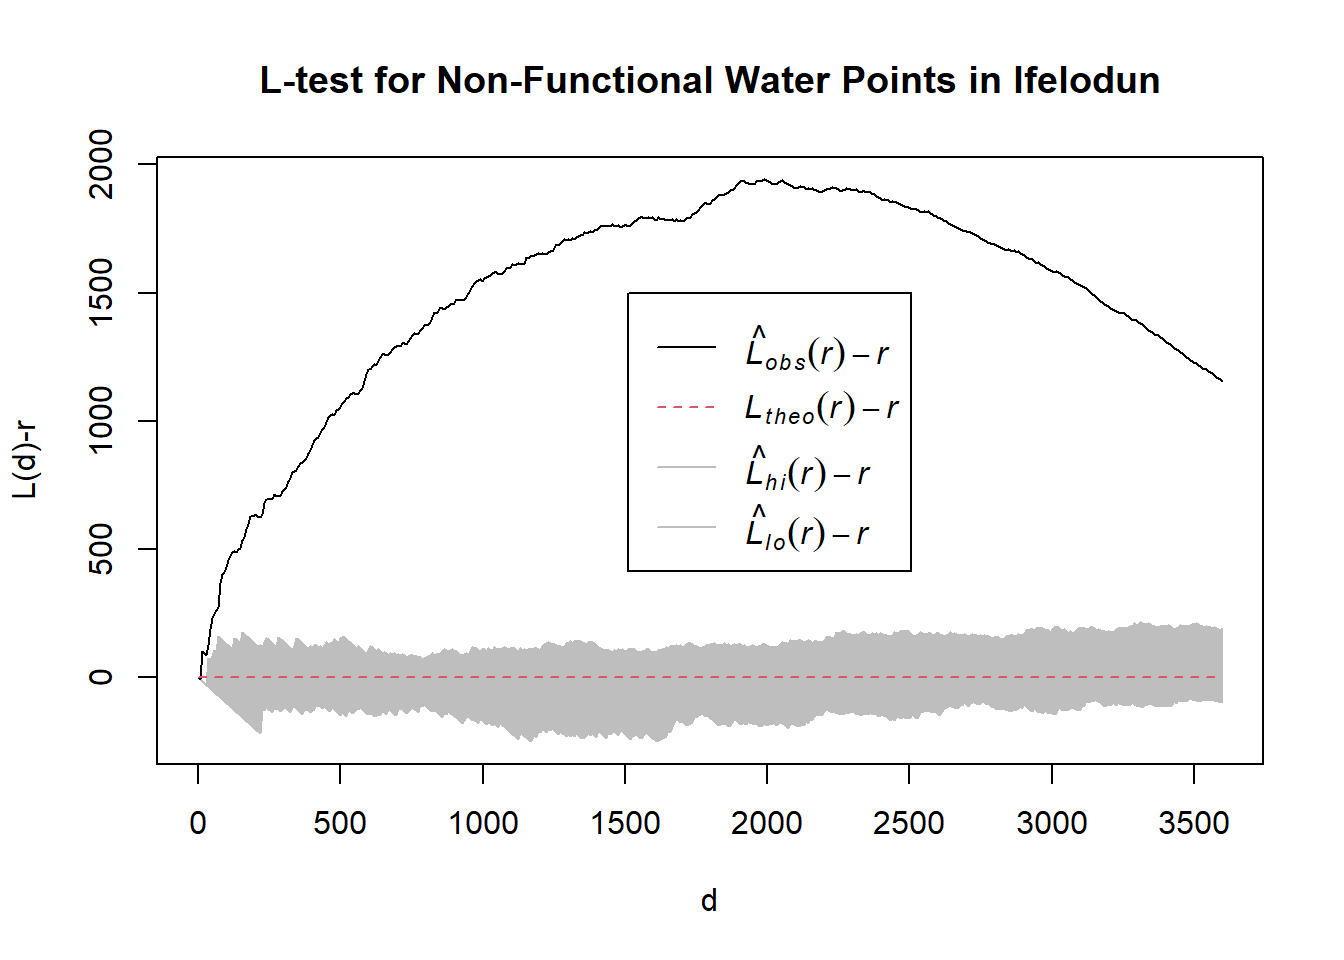 L-test for Non-Functional Water Points in Ifelodun
2000
1500
1000
500
0
L(d)-r
L̂obs(r) − r
Ltheo(r) − r
L̂hi(r) − r
L̂lo(r) − r
0 500 1000 1500 2000 2500 3000 3500
d